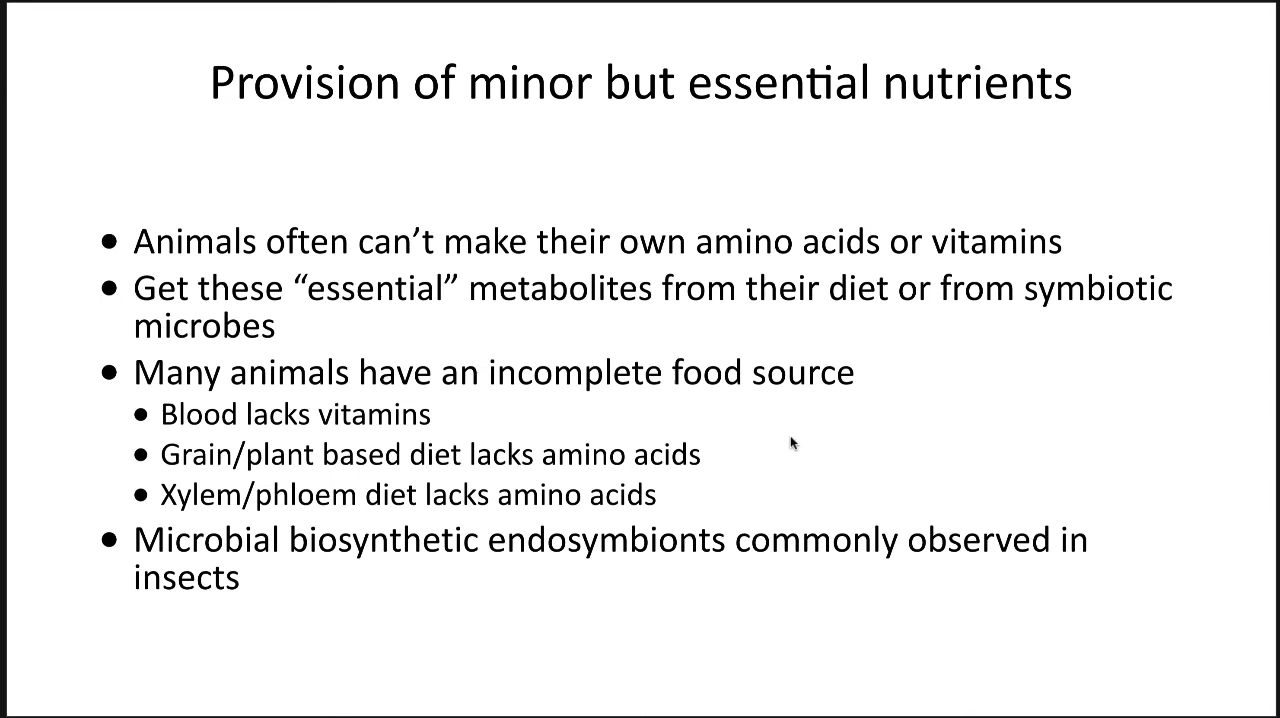 Provision of minor but essential nutrients
• Animals often can’t make their own amino acids or vitamins
• Get these “essential” metabolites from their diet or from symbiotic
microbes
• Many animals have an incomplete food source
• Blood lacks vitamins
• Grain/plant based diet lacks amino acids
• Xylem/phloem diet lacks amino acids
• Microbial biosynthetic endosymbionts commonly observed in
insects